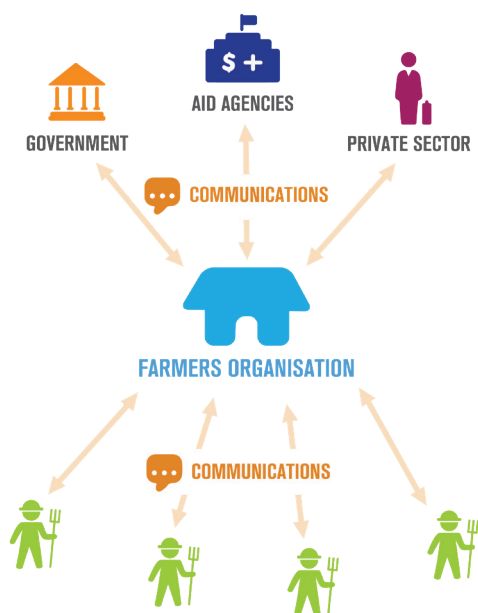 $ +
AID AGENCIES
GOVERNMENT
PRIVATE SECTOR
COMMUNICATIONS
FARMERS ORGANISATION
COMMUNICATIONS